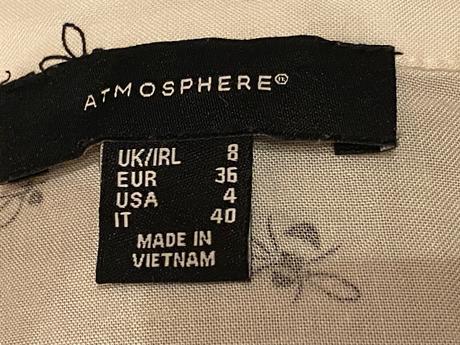 ATMOSPHERE
UK/IRL 8
EUR 36
USA 4
IT 40
MADE IN
VIETNAM